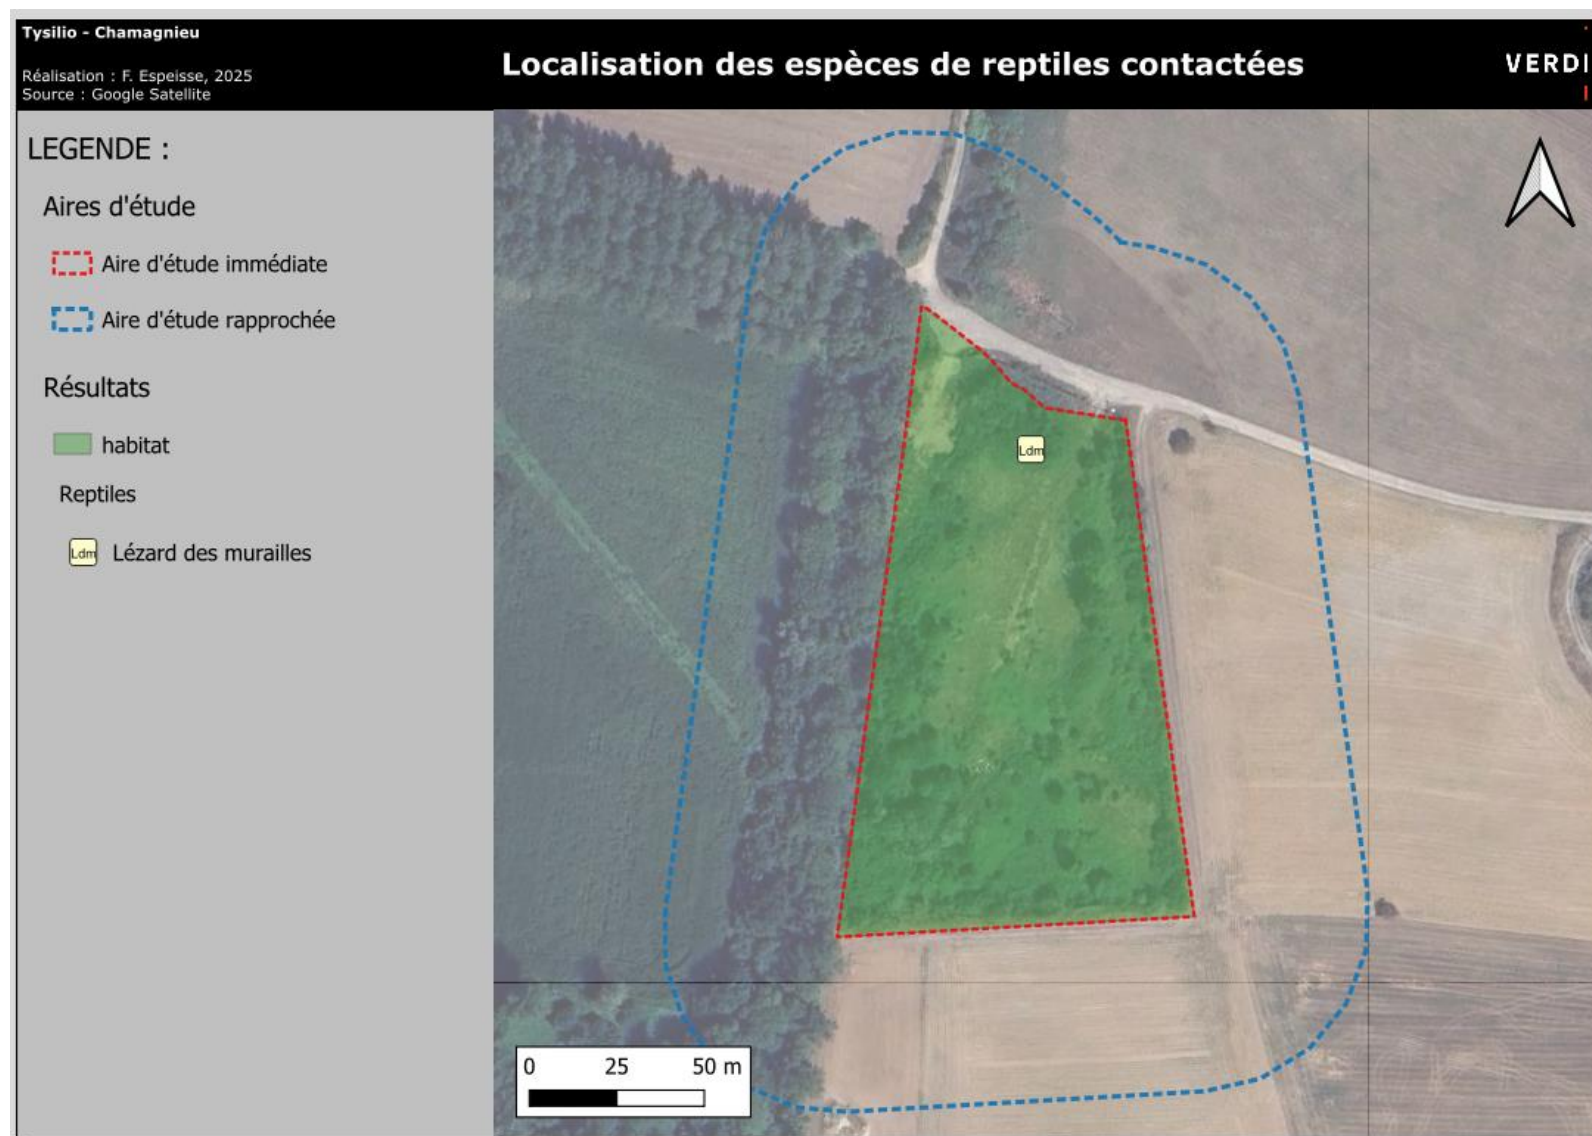 Tysilio - Chamagnieu
Réalisation : F. Espeisse, 2025
Source : Google Satellite
Localisation des espèces de reptiles contactées
VERDI
LEGENDE :
Aires d'étude
Aire d'étude immédiate
Aire d'étude rapprochée
Résultats
habitat
Reptiles
Ldm Lézard des murailles
Ldm
0 25 50 m